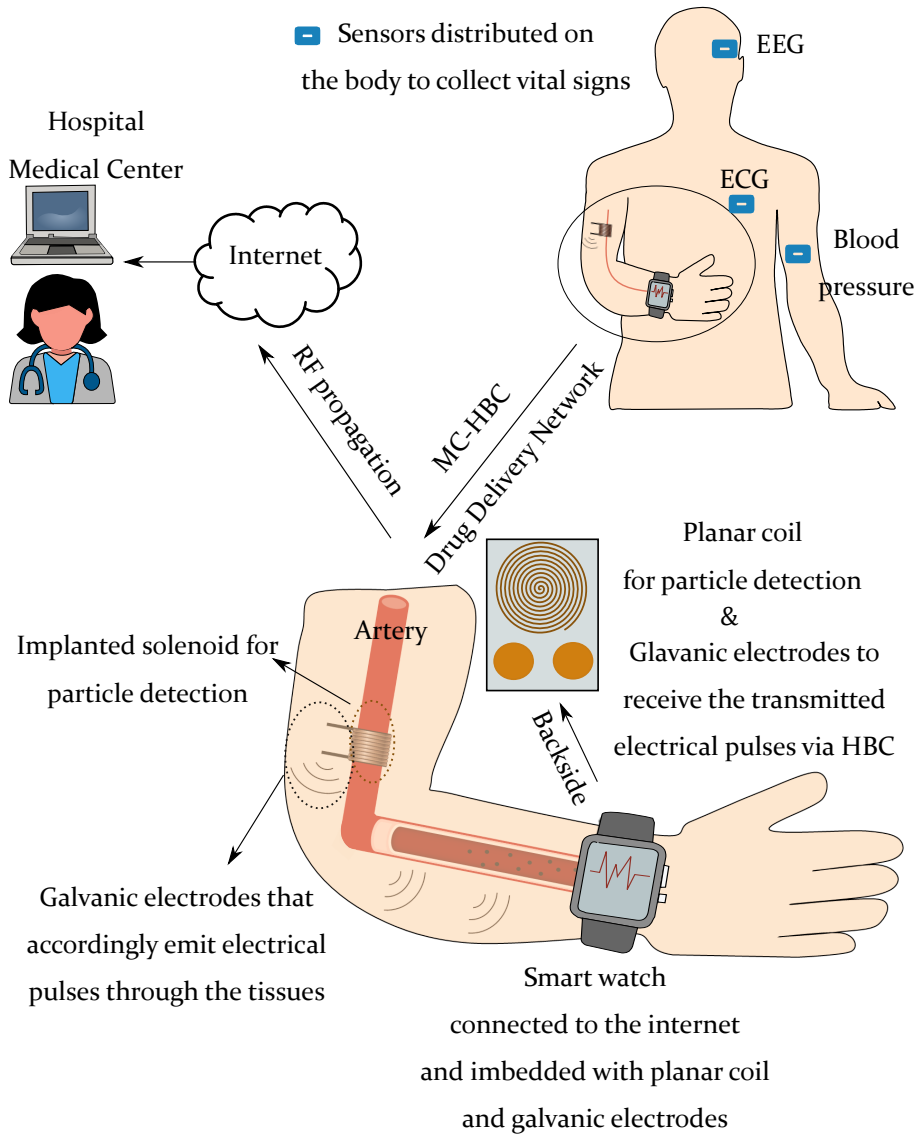 Sensors distributed on
the body to collect vital signs
EEG
Hospital
Medical Center
ECG
Internet
Blood
pressure
RF propagation
MC-HBC
Drug Delivery Network
Planar coil
for particle detection
&
Glavanic electrodes to
receive the transmitted
electrical pulses via HBC
Artery
Implanted solenoid for
particle detection
Backside
Galvanic electrodes that
accordingly emit electrical
pulses through the tissues
Smart watch
connected to the internet
and imbedded with planar coil
and galvanic electrodes